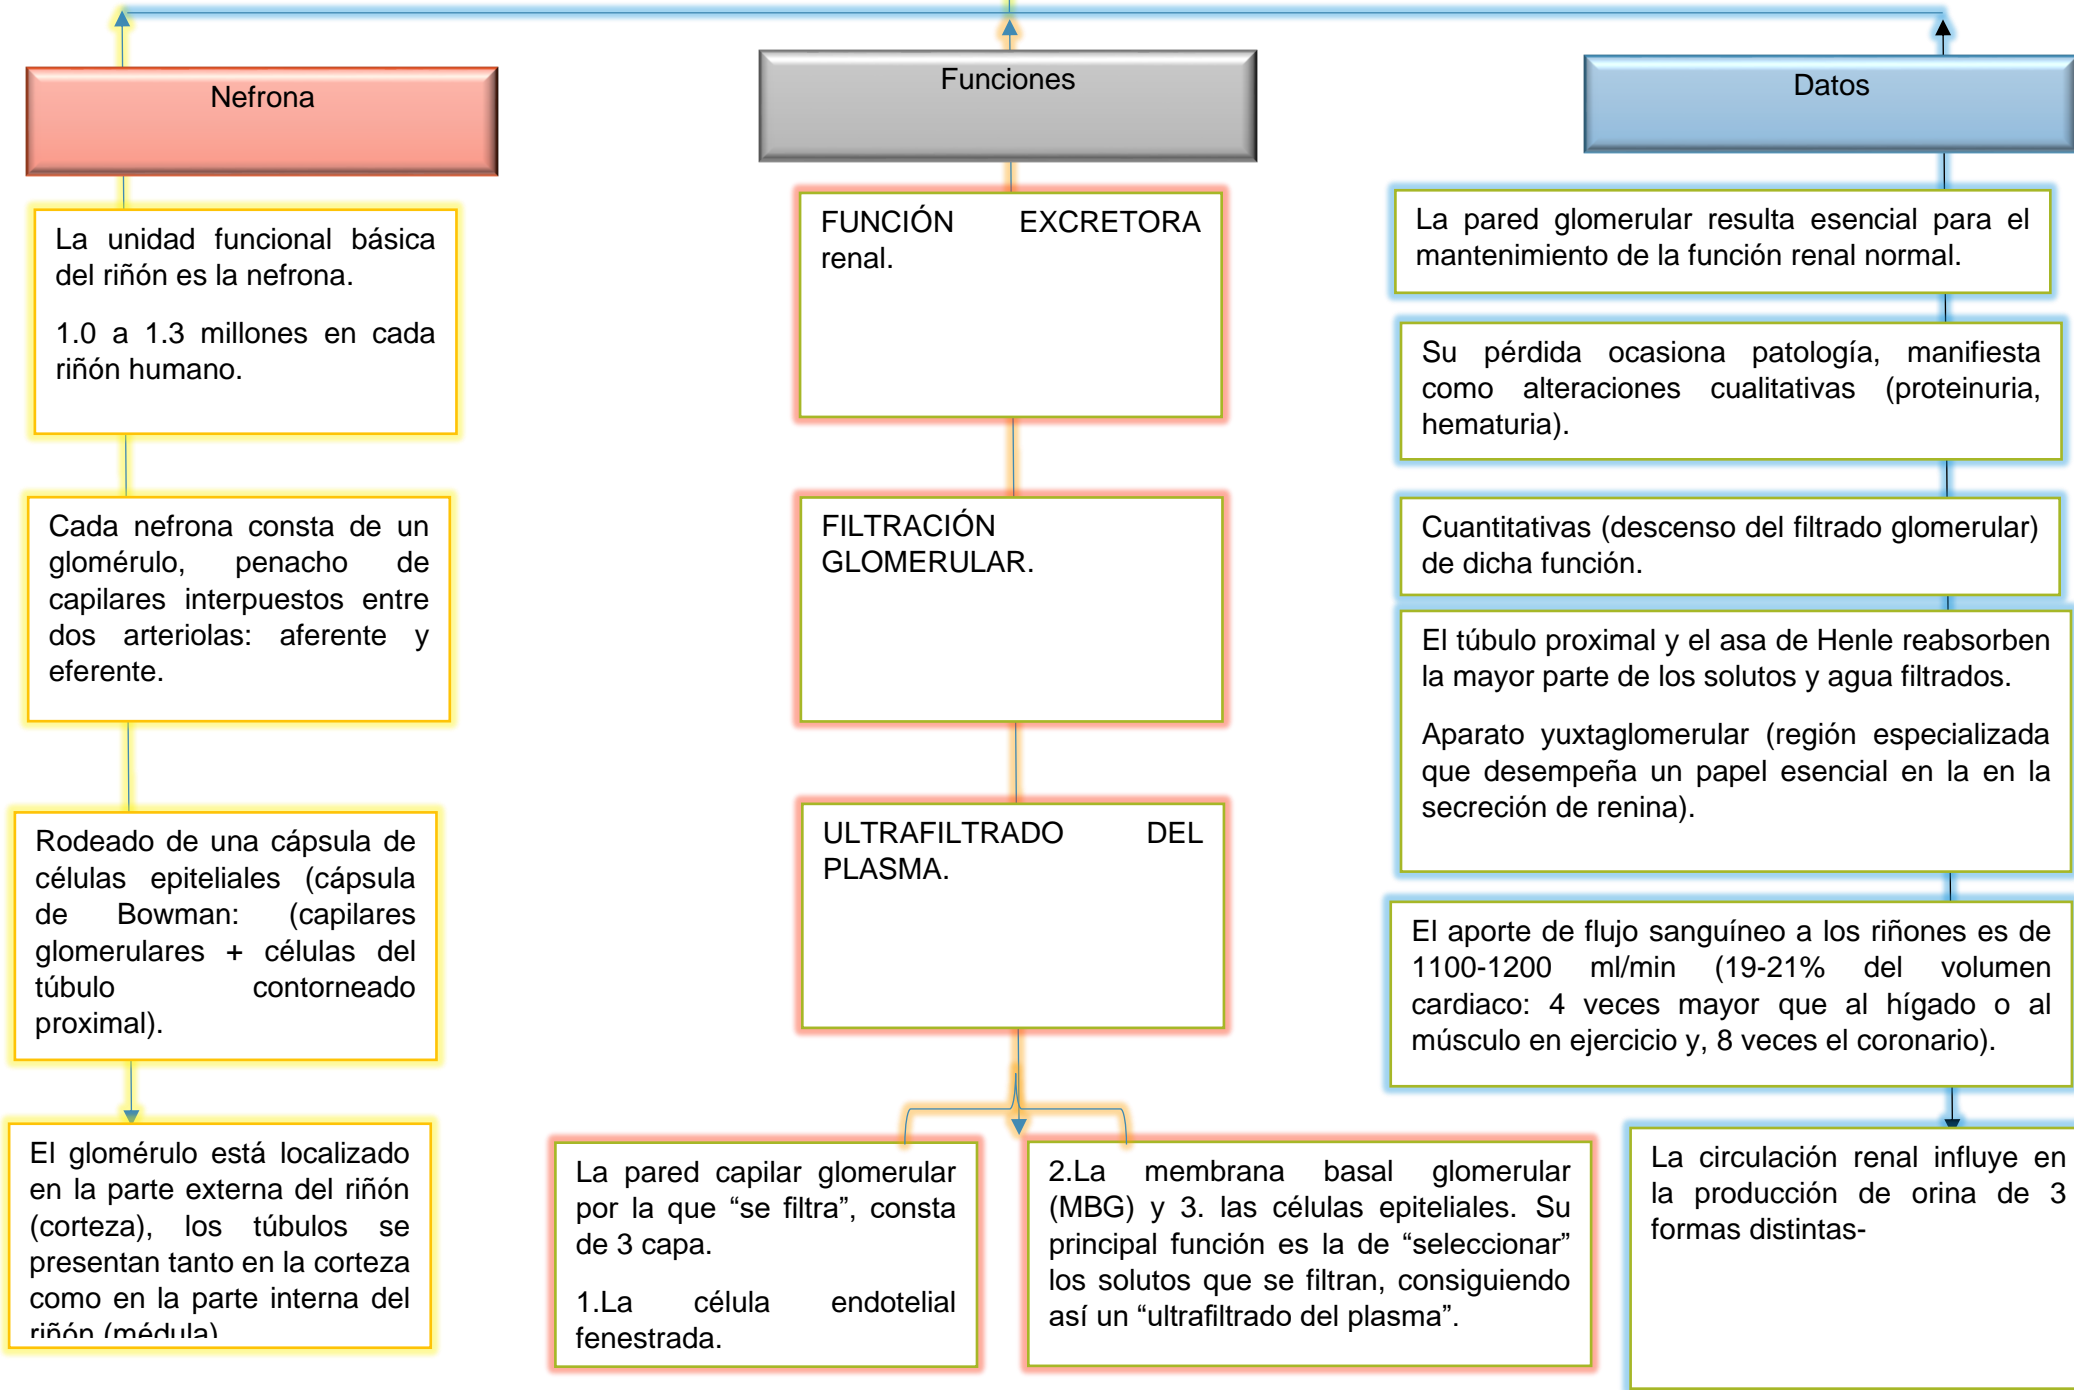 Nefrona
La unidad funcional básica
del riñón es la nefrona.
1.0 a 1.3 millones en cada
riñón humano.
Cada nefrona consta de un
glomérulo, penacho de
capilares interpuestos entre
dos arteriolas: aferente y
eferente.
Rodeado de una cápsula de
células epiteliales (cápsula
de Bowman: (capilares
glomerulares + células del
túbulo contorneado
proximal).
El glomérulo está localizado
en la parte externa del riñón
(corteza), los túbulos se
presentan tanto en la corteza
como en la parte interna del
riñón (médula)
Funciones
FUNCIÓN EXCRETORA
renal.
FILTRACIÓN
GLOMERULAR.
ULTRAFILTRADO DEL
PLASMA.
La pared capilar glomerular
por la que “se filtra”, consta
de 3 capa.
1.La célula endotelial
fenestrada.
2.La membrana basal glomerular
(MBG) y 3. las células epiteliales. Su
principal función es la de “seleccionar”
los solutos que se filtran, consiguiendo
así un “ultrafiltrado del plasma”.
Datos
La pared glomerular resulta esencial para el
mantenimiento de la función renal normal.
Su pérdida ocasiona patología, manifiesta
como alteraciones cualitativas (proteinuria,
hematuria).
Cuantitativas (descenso del filtrado glomerular)
de dicha función.
El túbulo proximal y el asa de Henle reabsorben
la mayor parte de los solutos y agua filtrados.
Aparato yuxtaglomerular (región especializada
que desempeña un papel esencial en la en la
secreción de renina).
El aporte de flujo sanguíneo a los riñones es de
1100-1200 ml/min (19-21% del volumen
cardiaco: 4 veces mayor que al hígado o al
músculo en ejercicio y, 8 veces el coronario).
La circulación renal influye en
la producción de orina de 3
formas distintas-